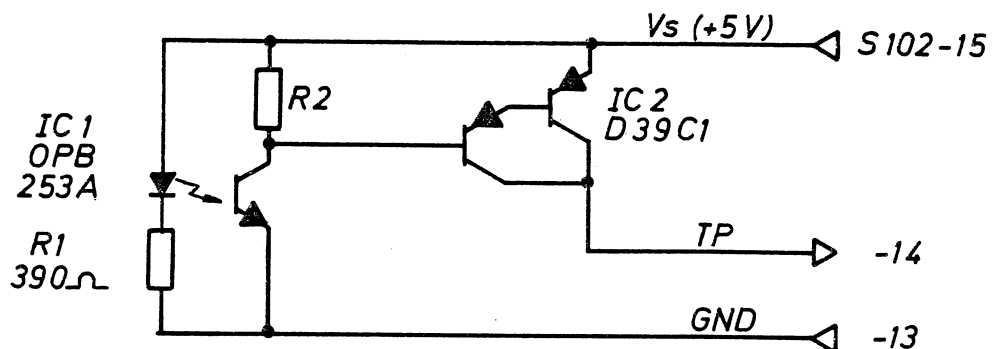 Vs (+5V)
S102-15
R2
IC2
D39C1
IC1
OPB
253A
R1
390Ω
TP
-14
GND
-13